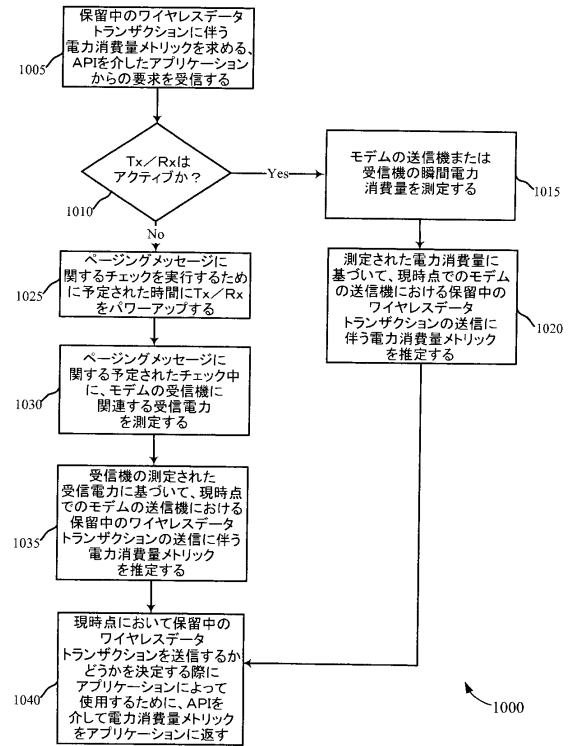 保留中のワイヤレスデータ
トランザクションに伴う
電力消費量メトリックを求める、
APIを介したアプリケーション
からの要求を受信する
1005
Tx/Rxは
アクティブか?
1010
Yes
No
モデムの送信機または
受信機の瞬間電力
消費量を測定する
1015
測定された電力消費量に
基づいて、現時点でのモデム
の送信機における保留中の
ワイヤレスデータ
トランザクションの送信に
伴う電力消費量メトリック
を推定する
1020
ページングメッセージに
関するチェックを実行するため
に予定された時間にTx/Rx
をパワーアップする
1025
ページングメッセージに
関する予定されたチェック中
に、モデムの受信機に
関連する受信電力
を測定する
1030
受信機の測定された
受信電力に基づいて、現時点
でのモデムの送信機における
保留中のワイヤレスデータ
トランザクションの送信に伴う
電力消費量メトリック
を推定する
1035
現時点において保留中の
ワイヤレスデータ
トランザクションを送信するか
どうかを決定する際に
アプリケーションによって
使用するために、APIを
介して電力消費量メトリック
をアプリケーションに返す
1040
1000